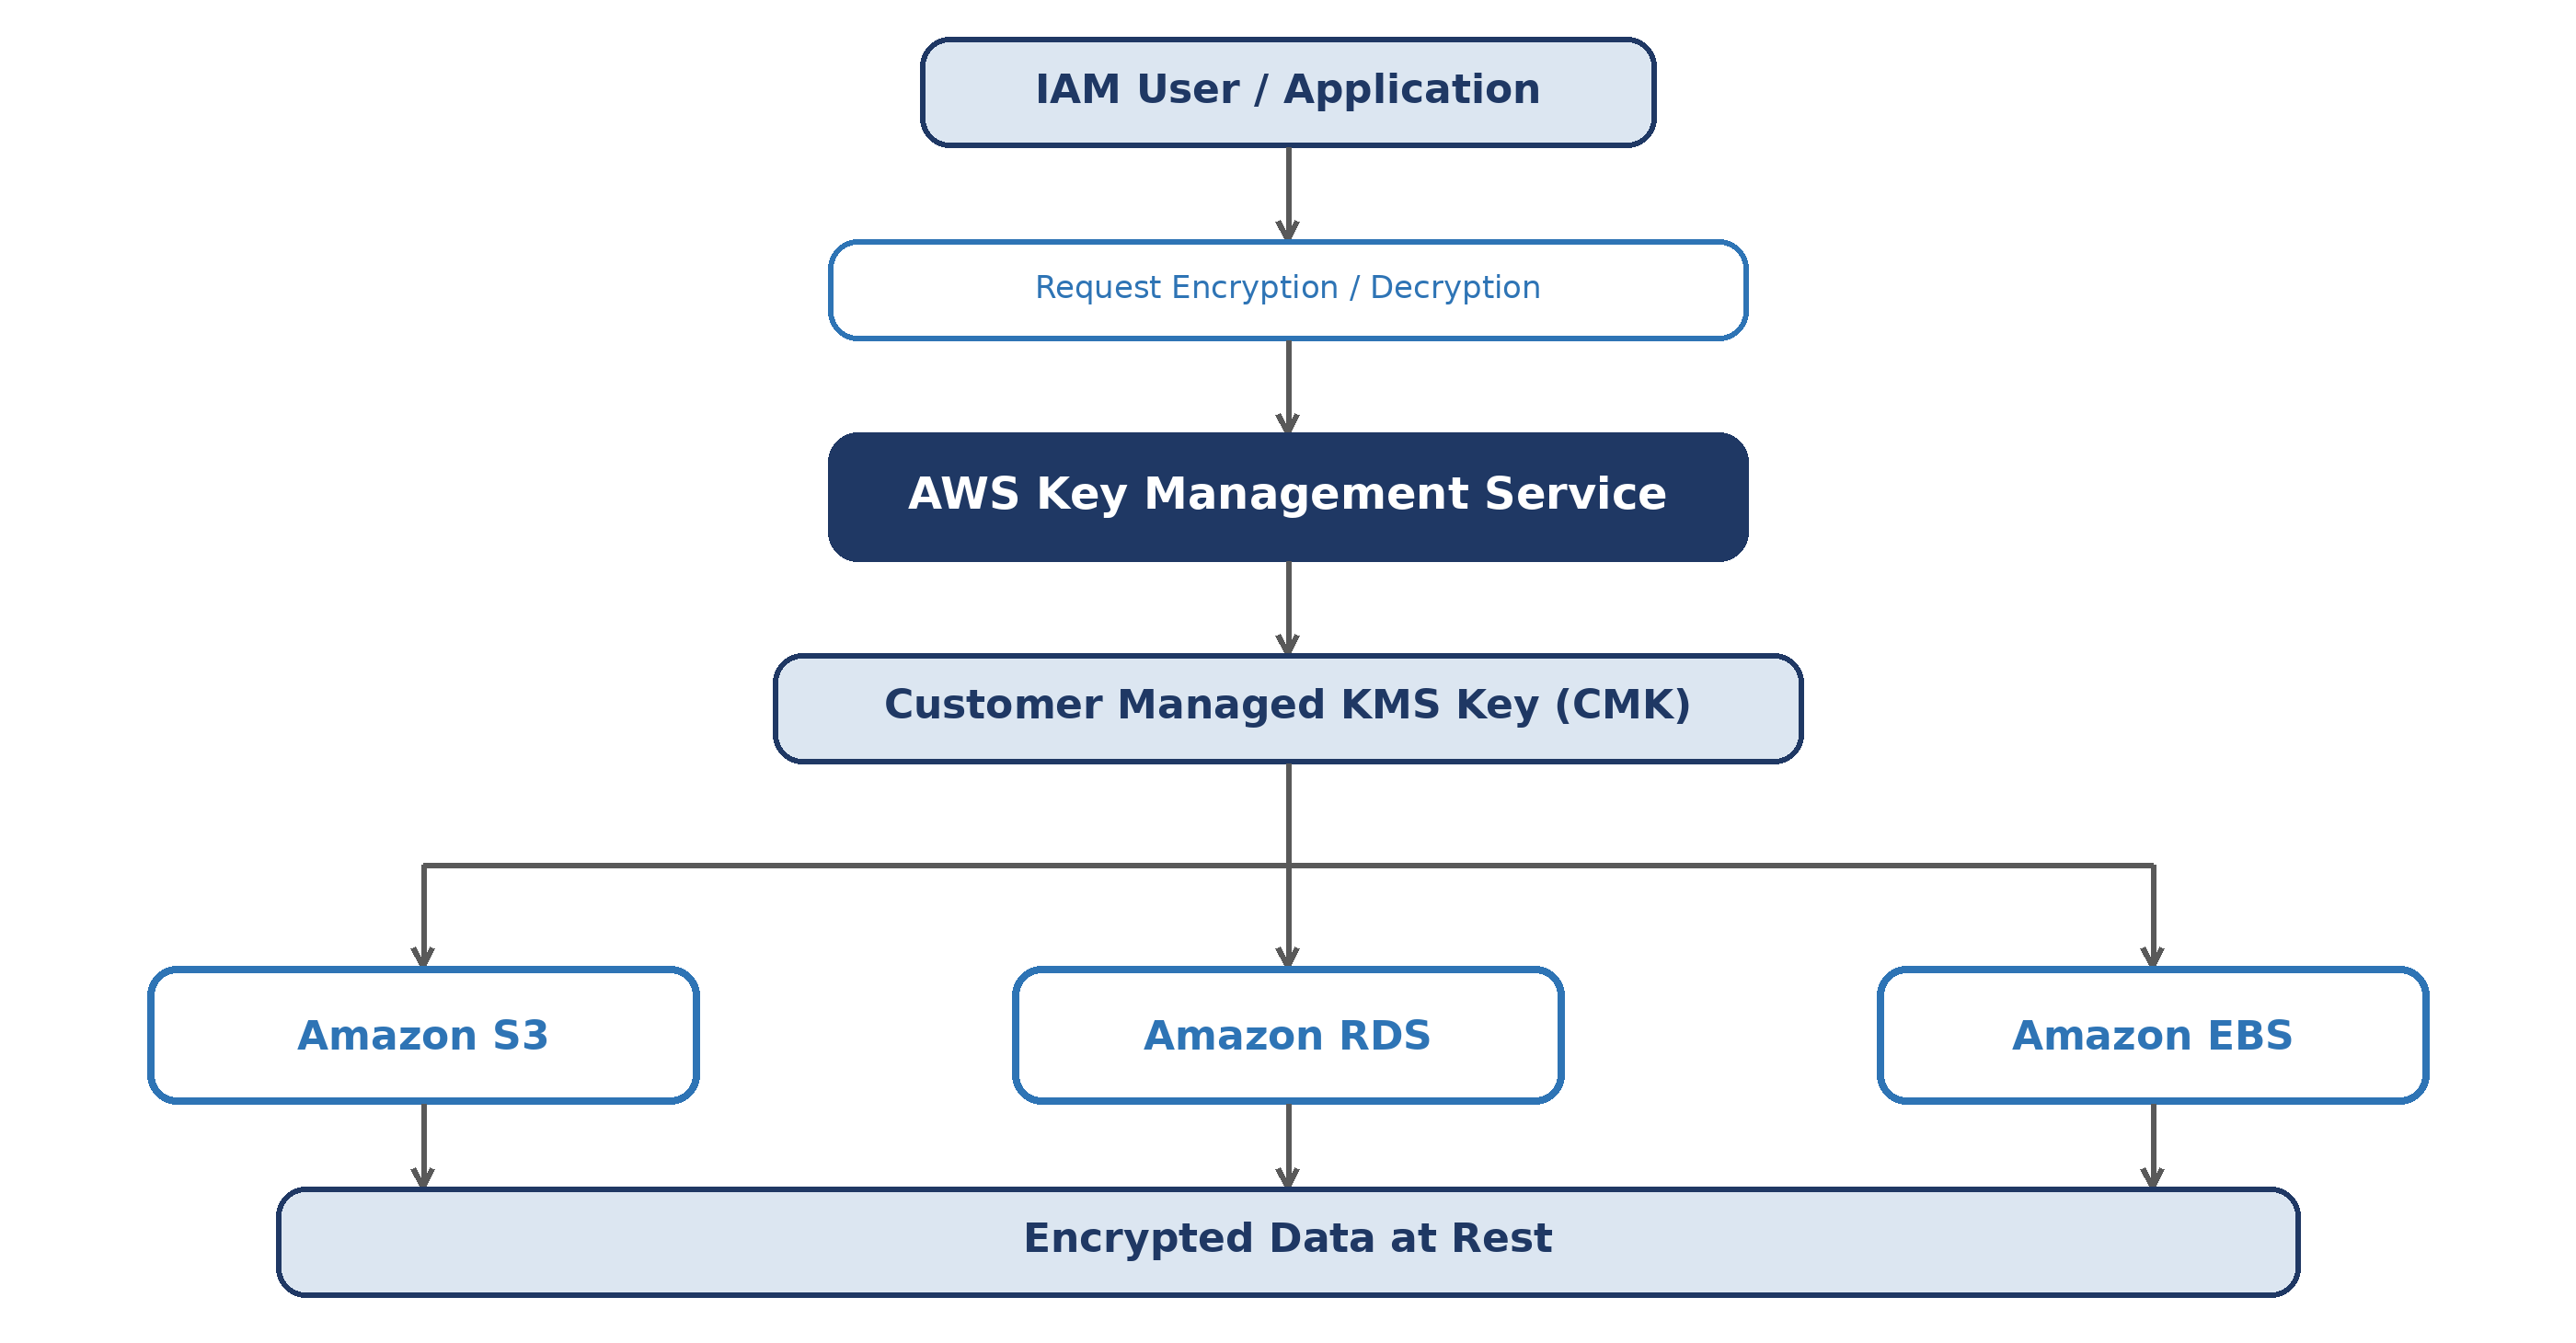 IAM User / Application
Request Encryption / Decryption
AWS Key Management Service
Customer Managed KMS Key (CMK)
Amazon S3
Amazon RDS
Amazon EBS
Encrypted Data at Rest